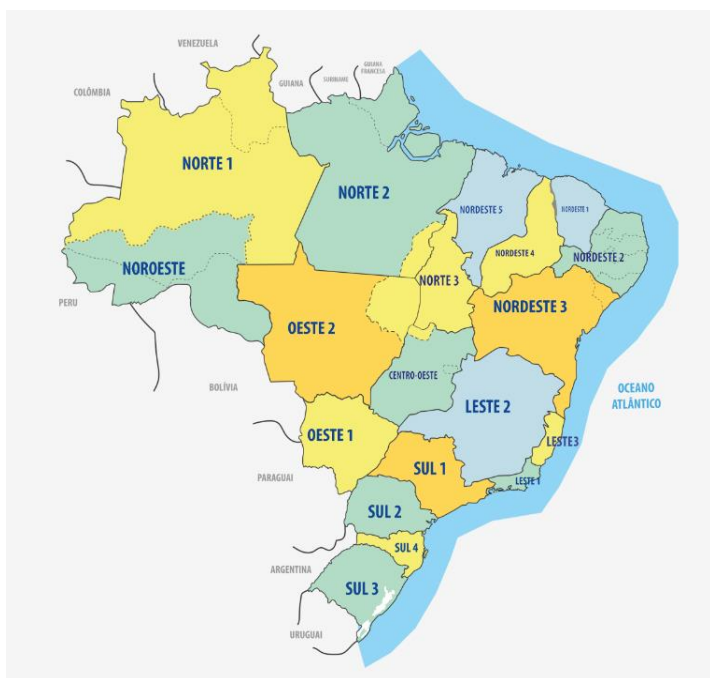 VENEZUELA
COLÔMBIA
GUIANA
SURINAME
GUIANA
FRANCESA
NORTE 1
NORTE 2
NORDESTE 5
NORDESTE 1
NORDESTE 4
NORDESTE 2
NOROESTE
NORTE 3
NORDESTE 3
PERU
OESTE 2
CENTRO-OESTE
BOLÍVIA
OCEANO
ATLÂNTICO
LESTE 2
OESTE 1
LESTE 3
SUL 1
LESTE 1
PARAGUAI
SUL 2
SUL 4
ARGENTINA
SUL 3
URUGUAI